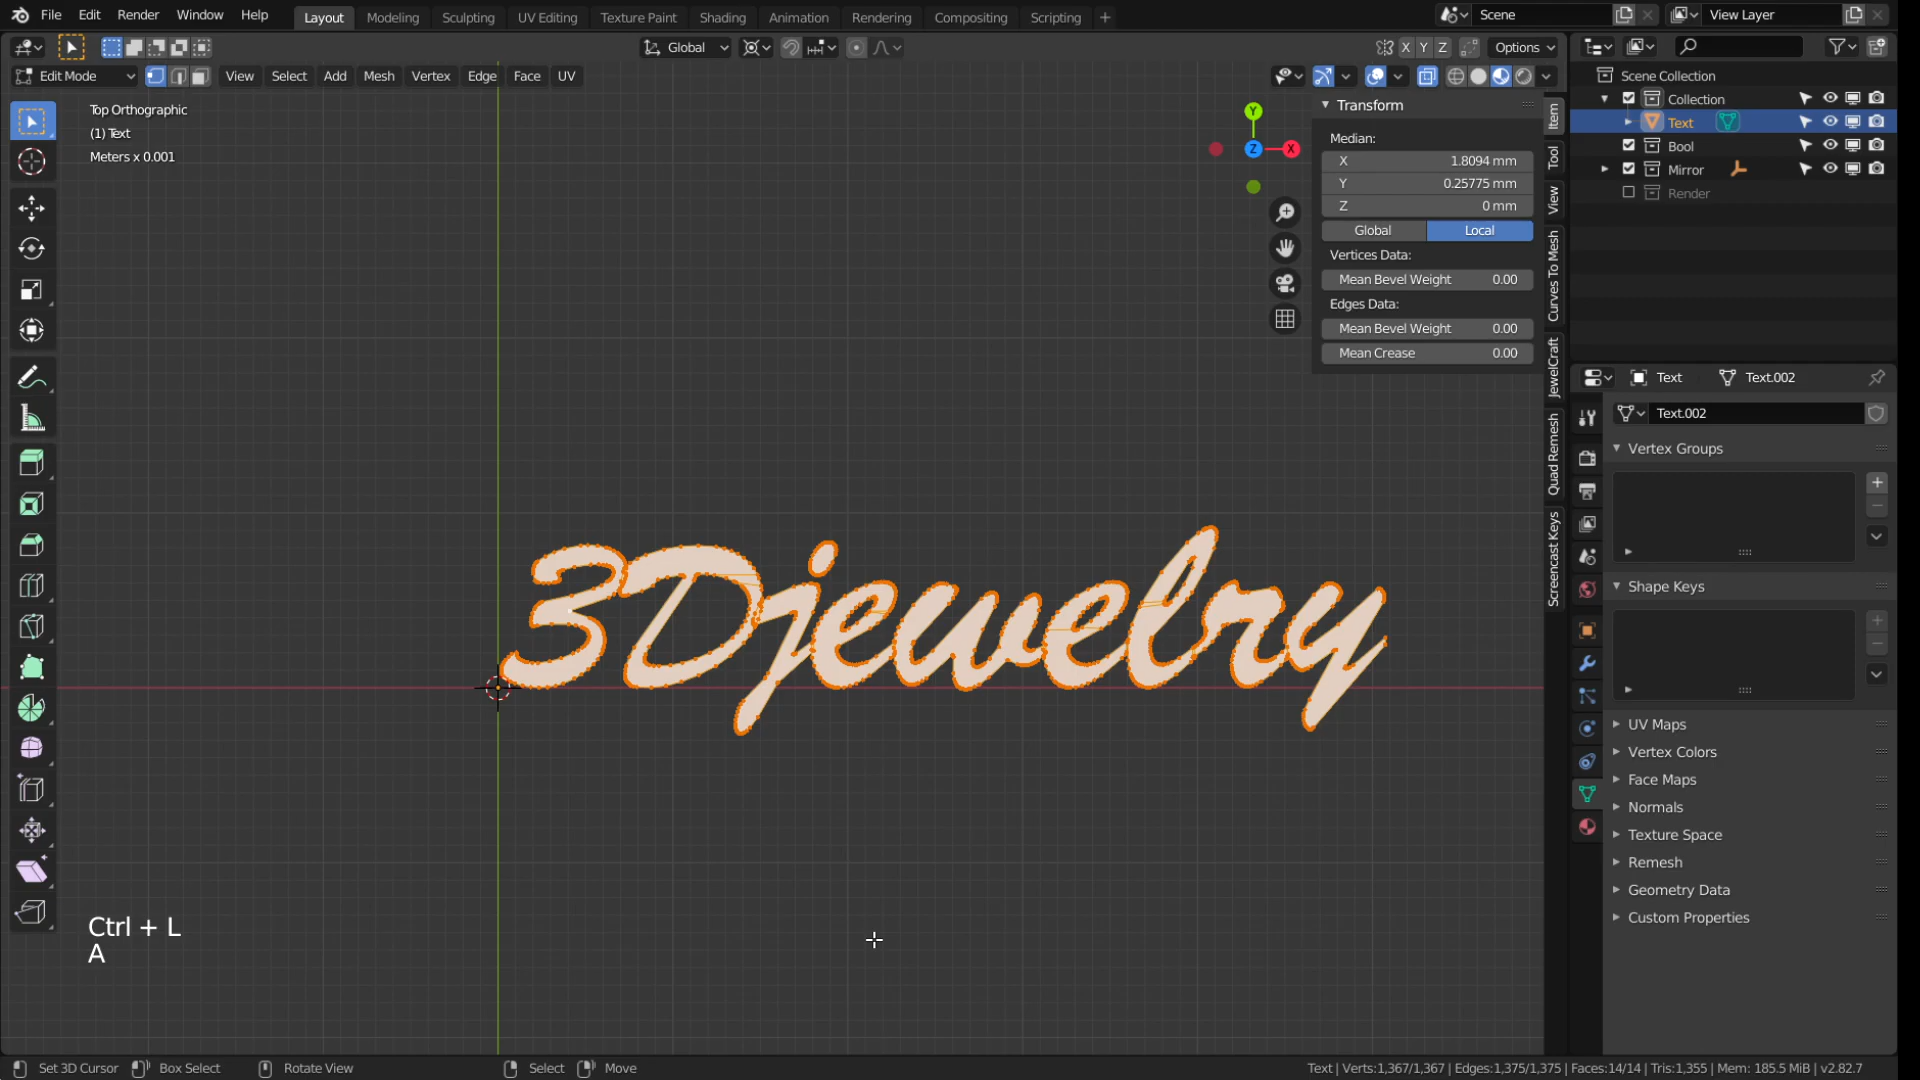 File Edit Render Window Help Layout Modeling Sculpting UV Editing Texture Paint Shading Animation Rendering Compositing Scripting + Scene View Layer
Global X Y Z Options
Edit Mode View Select Add Mesh Vertex Edge Face UV
Top Orthographic
(1) Text
Meters x 0.001
Y
Z
X
Transform
Median:
X 1.8094 mm
Y 0.25775 mm
Z 0 mm
Global Local
Vertices Data:
Mean Bevel Weight 0.00
Edges Data:
Mean Bevel Weight 0.00
Mean Crease 0.00
Item
Tool
View
Curves To Mesh
JewelCraft
Quad Remesh
Screencast Keys
Scene Collection
Collection
Text
Bool
Mirror
Render
Text Text.002
Text.002
Vertex Groups
Shape Keys
UV Maps
Vertex Colors
Face Maps
Normals
Texture Space
Remesh
Geometry Data
Custom Properties
3Djewelry
Ctrl + L
A
Set 3D Cursor Box Select Rotate View Select Move Text | Verts:1,367/1,367 | Edges:1,375/1,375 | Faces:14/14 | Tris:1,355 | Mem: 185.5 MiB | v2.82.7